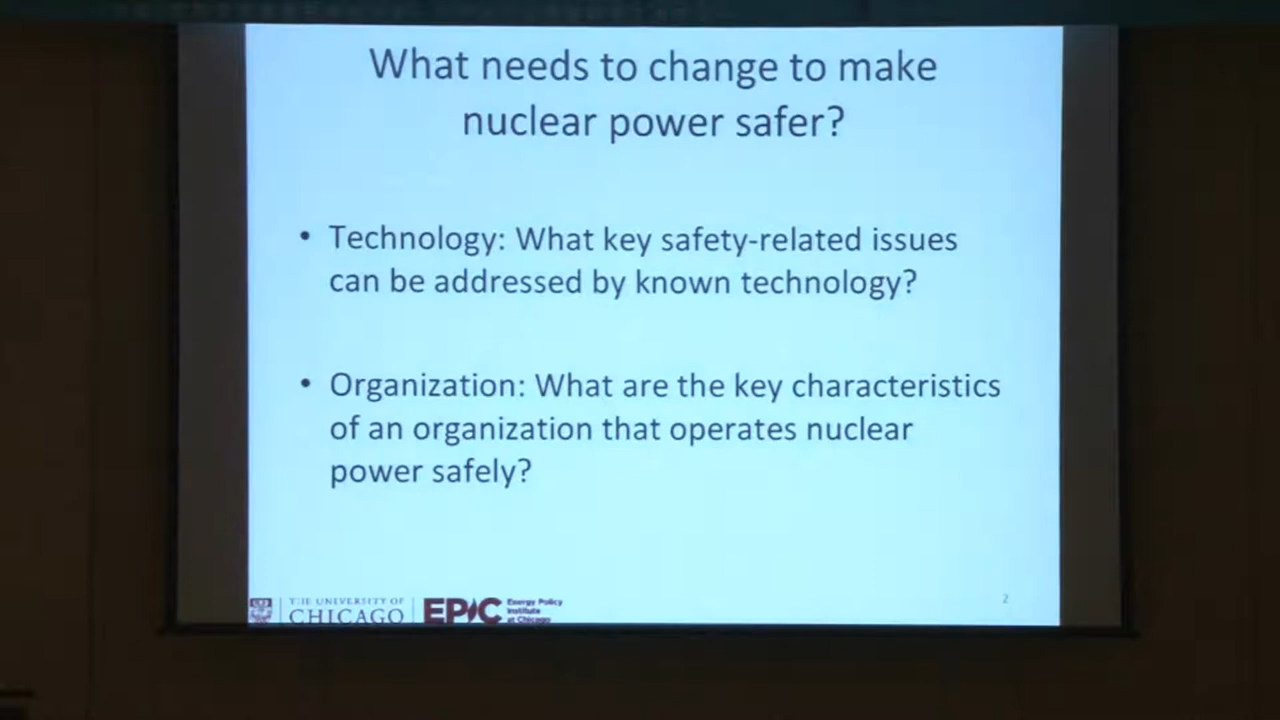 What needs to change to make
nuclear power safer?
• Technology: What key safety-related issues
can be addressed by known technology?
• Organization: What are the key characteristics
of an organization that operates nuclear
power safely?
THE UNIVERSITY OF
CHICAGO
EPIC
Energy Policy
Institute
at Chicago
2